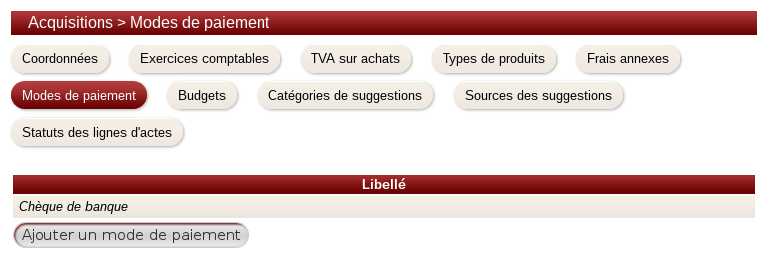 Acquisitions > Modes de paiement
Coordonnées Exercices comptables TVA sur achats Types de produits Frais annexes
Modes de paiement Budgets Catégories de suggestions Sources des suggestions
Statuts des lignes d'actes
Libellé
Chèque de banque
Ajouter un mode de paiement